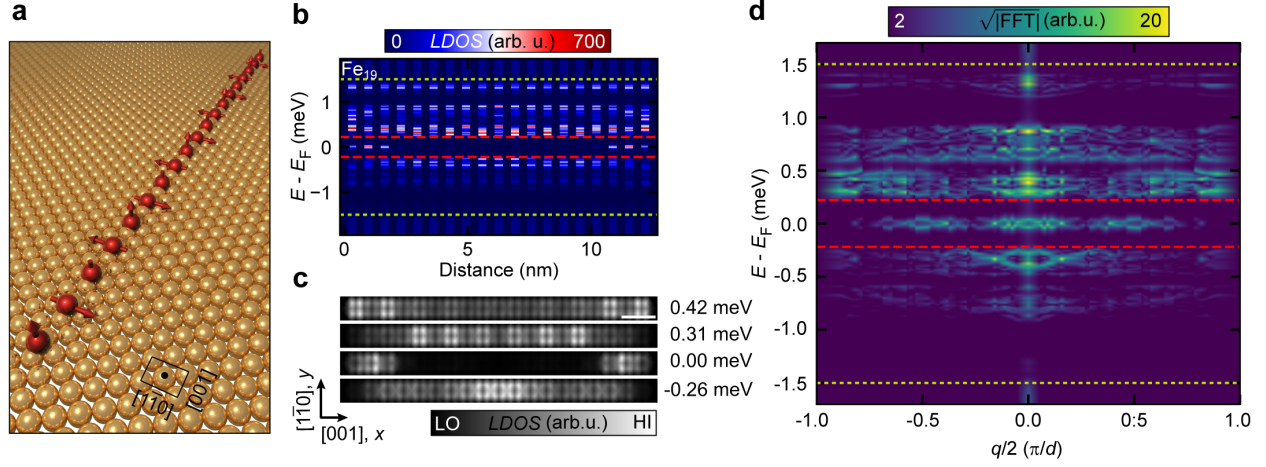 a
[1̄10]
[001]
b
0 LDOS (arb. u.) 700
Fe19
1
0
−1
E - EF (meV)
0 5 10
Distance (nm)
c
0.42 meV
0.31 meV
0.00 meV
-0.26 meV
[11̄0], y
[001], x
LO LDOS (arb.u.) HI
d
2 √|FFT| (arb.u.) 20
1.5
1.0
0.5
0.0
-0.5
-1.0
-1.5
E - EF (meV)
-1.0 -0.5 0.0 0:5 1.0
q/2 (π/d)